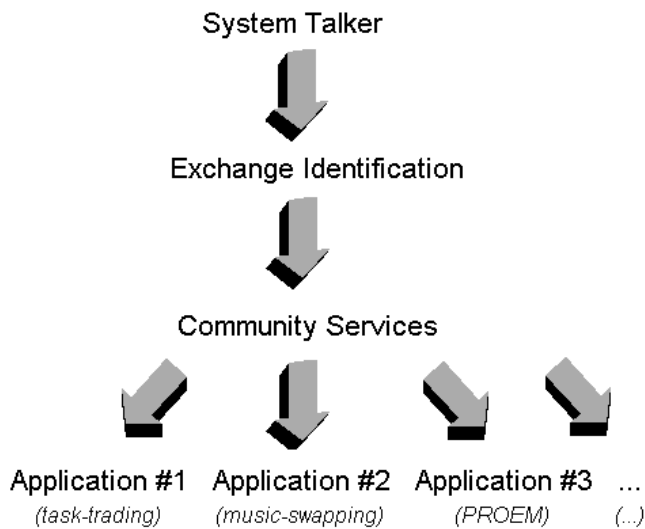 System Talker
Exchange Identification
Community Services
Application #1 Application #2 Application #3 ...
(task-trading) (music-swapping) (PROEM) (...)